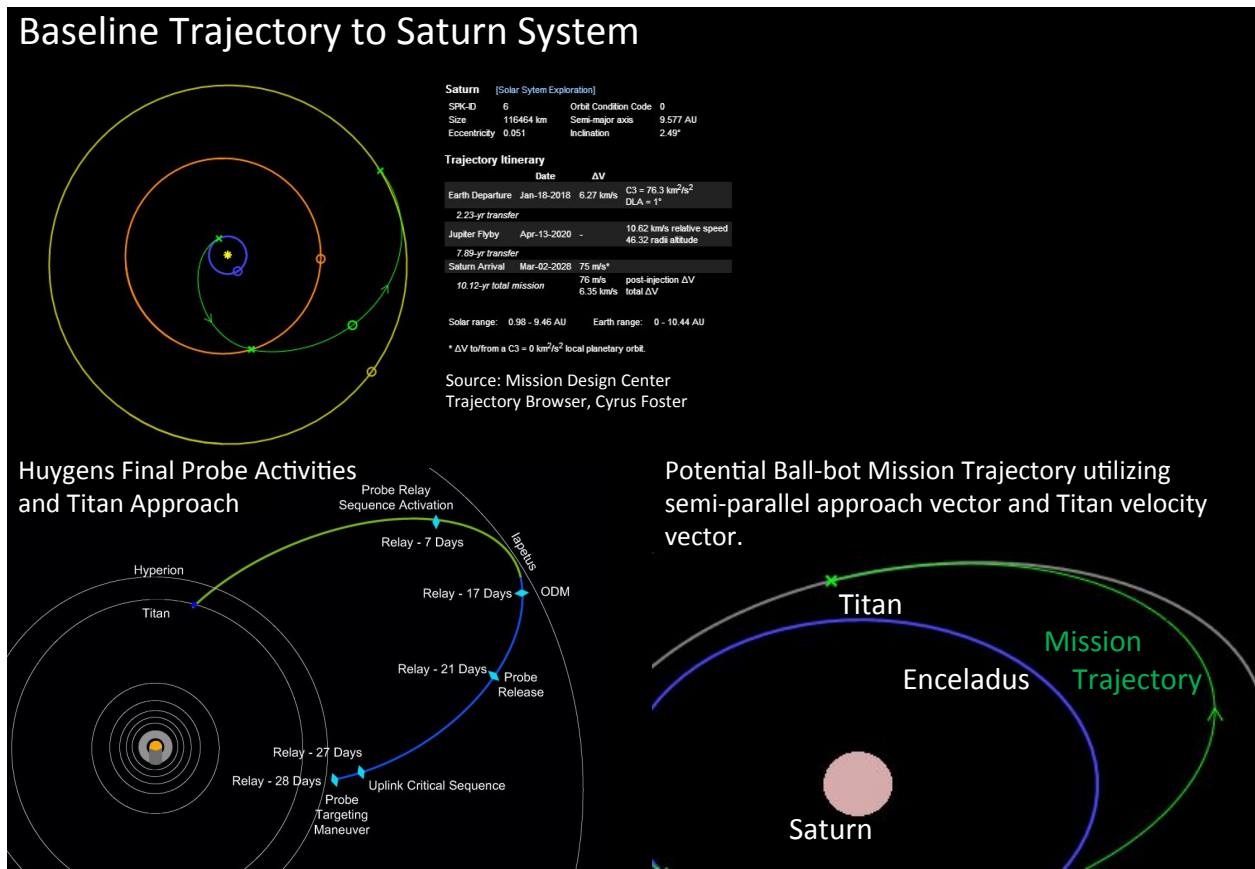 Baseline Trajectory to Saturn System
Saturn [Solar Sytem Exploration]
SPK-ID 6 Orbit Condition Code 0
Size 116464 km Semi-major axis 9.577 AU
Eccentricity 0.051 Inclination 2.49°
Trajectory Itinerary
Date ΔV
Earth Departure Jan-18-2018 6.27 km/s C3 = 76.3 km²/s²
DLA = 1°
2.23-yr transfer
Jupiter Flyby Apr-13-2020 - 10.62 km/s relative speed
46.32 radii altitude
7.89-yr transfer
Saturn Arrival Mar-02-2028 75 m/s*
10.12-yr total mission 76 m/s post-injection ΔV
6.35 km/s total ΔV
Solar range: 0.98 - 9.46 AU Earth range: 0 - 10.44 AU
* ΔV to/from a C3 = 0 km²/s² local planetary orbit.
Source: Mission Design Center
Trajectory Browser, Cyrus Foster
Huygens Final Probe Activities
and Titan Approach
Probe Relay
Sequence Activation
Relay - 7 Days
Iapetus
Hyperion
Titan
Relay - 17 Days
ODM
Relay - 21 Days
Probe
Release
Relay - 27 Days
Uplink Critical Sequence
Relay - 28 Days
Probe
Targeting
Maneuver
Potential Ball-bot Mission Trajectory utilizing
semi-parallel approach vector and Titan velocity
vector.
Titan
Mission
Trajectory
Enceladus
Saturn